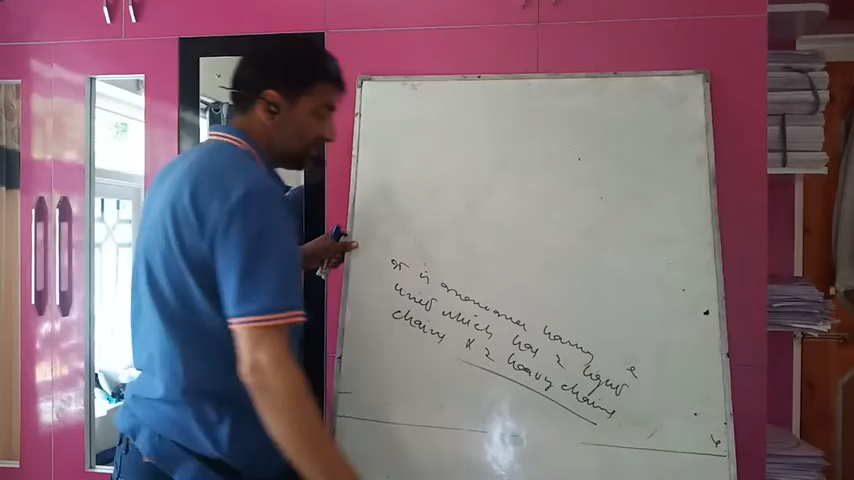 It is a monomer having
unit which has 2 light
chains & 2 heavy chains